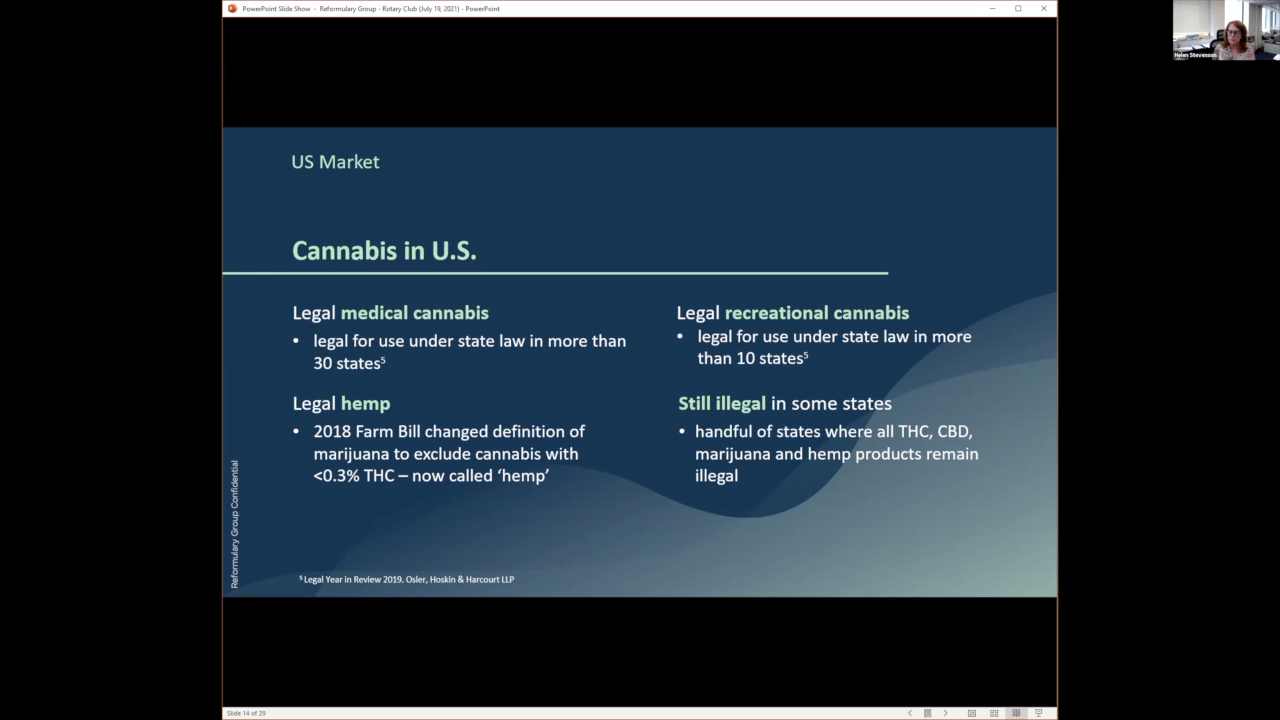 PowerPoint Slide Show - Reformulary Group - Rotary Club (July 19, 2021) - PowerPoint
Helen Stevenson
US Market
Cannabis in U.S.
Legal medical cannabis
• legal for use under state law in more than
30 states⁵
Legal hemp
• 2018 Farm Bill changed definition of
marijuana to exclude cannabis with
<0.3% THC – now called ‘hemp’
Legal recreational cannabis
• legal for use under state law in more
than 10 states⁵
Still illegal in some states
• handful of states where all THC, CBD,
marijuana and hemp products remain
illegal
Reformulary Group Confidential
⁵ Legal Year in Review 2019. Osler, Hoskin & Harcourt LLP
Slide 14 of 29